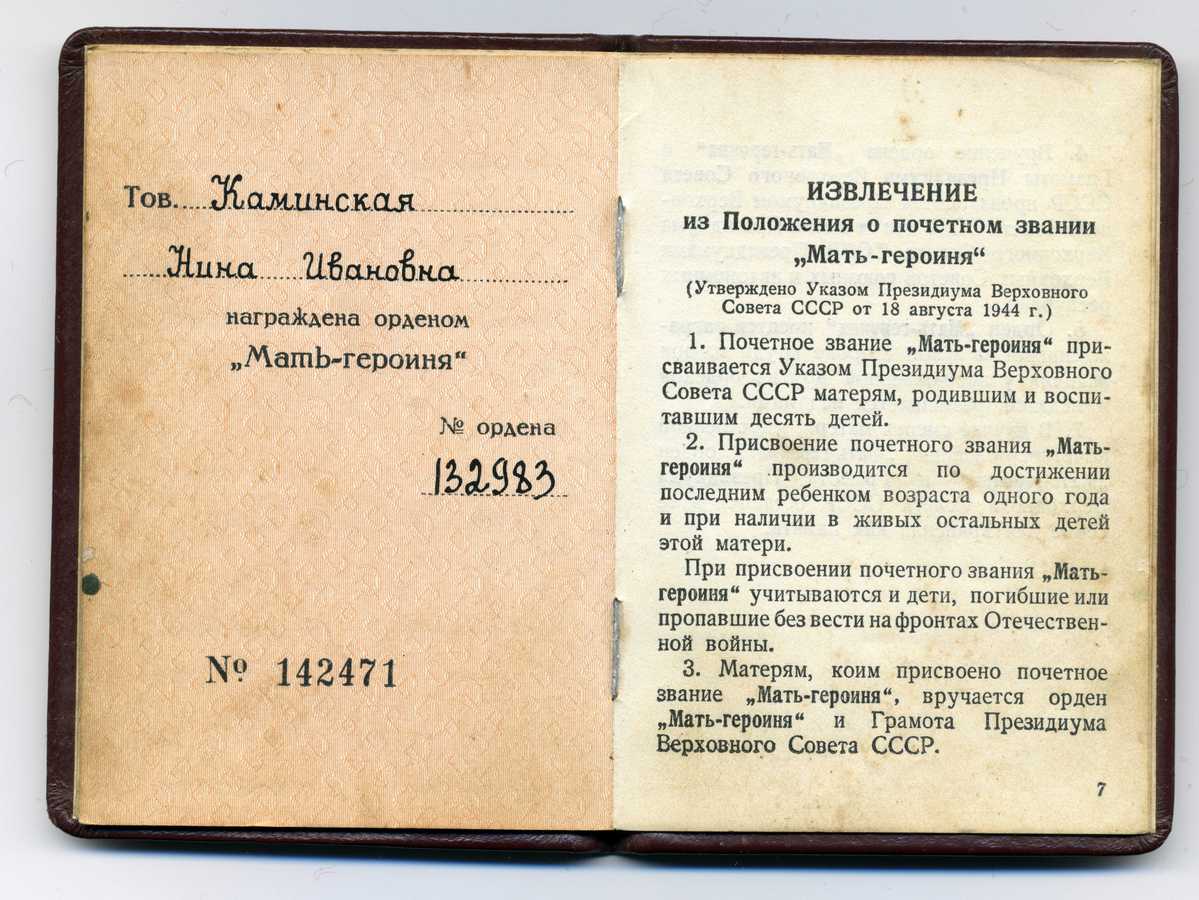 Тов. Каминская
Нина Ивановна
награждена орденом
„Мать-героиня“
№ ордена
132983
№ 142471
ИЗВЛЕЧЕНИЕ
из Положения о почетном звании
„Мать-героиня“
(Утверждено Указом Президиума Верховного
Совета СССР от 18 августа 1944 г.)
1. Почетное звание „Мать-героиня“ при-
сваивается Указом Президиума Верховного
Совета СССР матерям, родившим и воспи-
тавшим десять детей.
2. Присвоение почетного звания „Мать-
героиня“ производится по достижении
последним ребенком возраста одного года
и при наличии в живых остальных детей
этой матери.
При присвоении почетного звания „Мать-
героиня“ учитываются и дети, погибшие или
пропавшие без вести на фронтах Отечествен-
ной войны.
3. Матерям, коим присвоено почетное
звание „Мать-героиня“, вручается орден
„Мать-героиня“ и Грамота Президиума
Верховного Совета СССР.
7